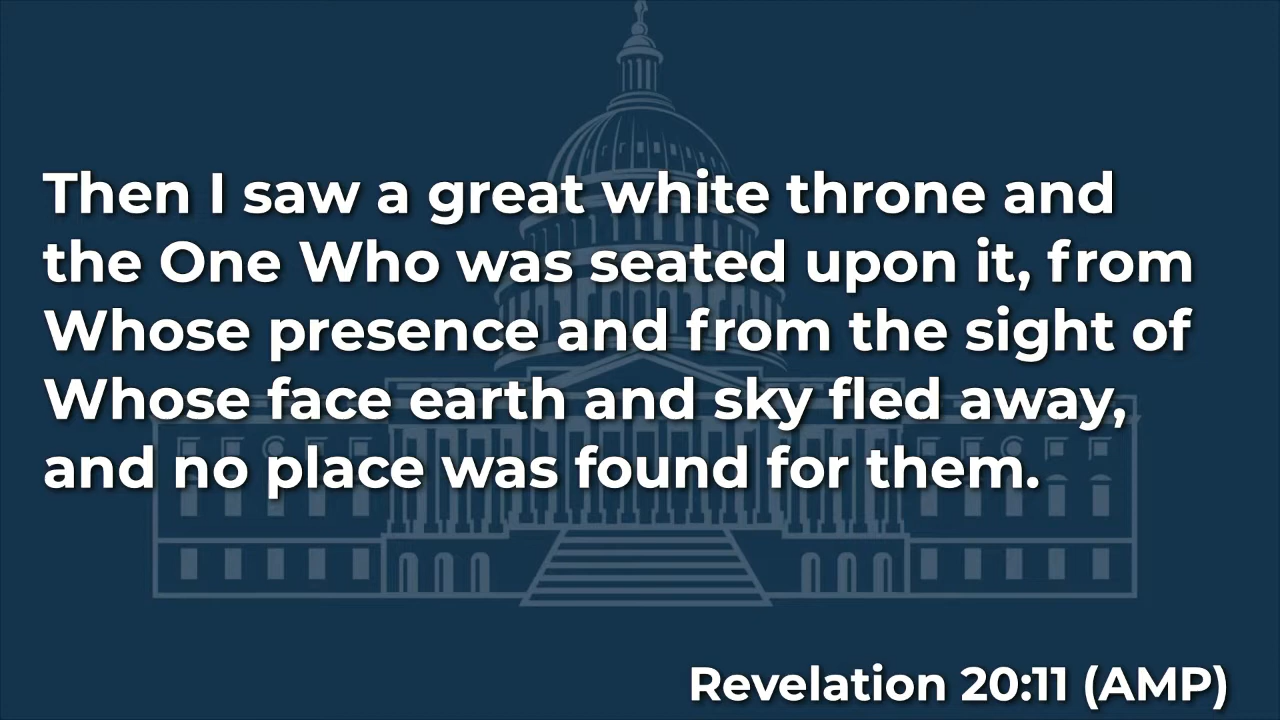 Then I saw a great white throne and
the One Who was seated upon it, from
Whose presence and from the sight of
Whose face earth and sky fled away,
and no place was found for them.
Revelation 20:11 (AMP)